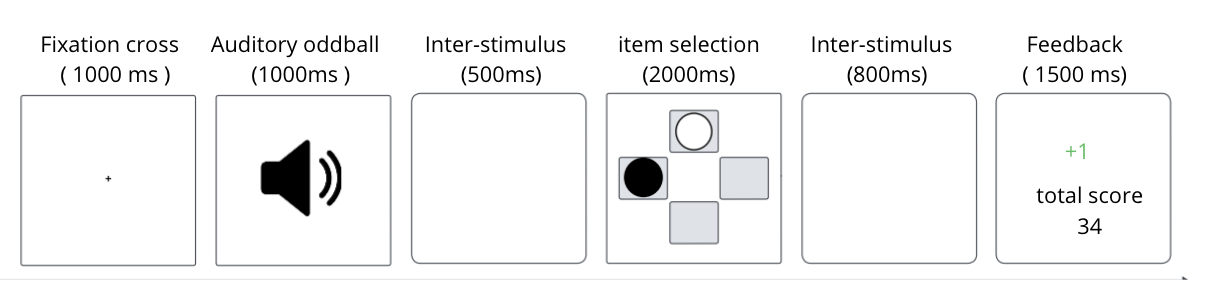 Fixation cross
( 1000 ms )
Auditory oddball
(1000ms )
Inter-stimulus
(500ms)
item selection
(2000ms)
Inter-stimulus
(800ms)
Feedback
( 1500 ms)
+1
total score
34